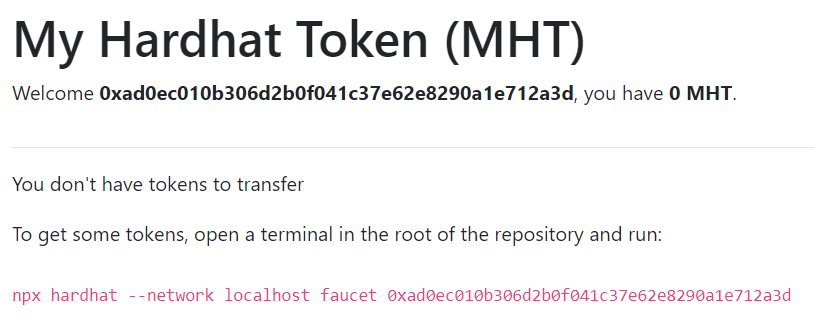 My Hardhat Token (MHT)
Welcome 0xad0ec010b306d2b0f041c37e62e8290a1e712a3d, you have 0 MHT.
You don't have tokens to transfer
To get some tokens, open a terminal in the root of the repository and run:
npx hardhat --network localhost faucet 0xad0ec010b306d2b0f041c37e62e8290a1e712a3d